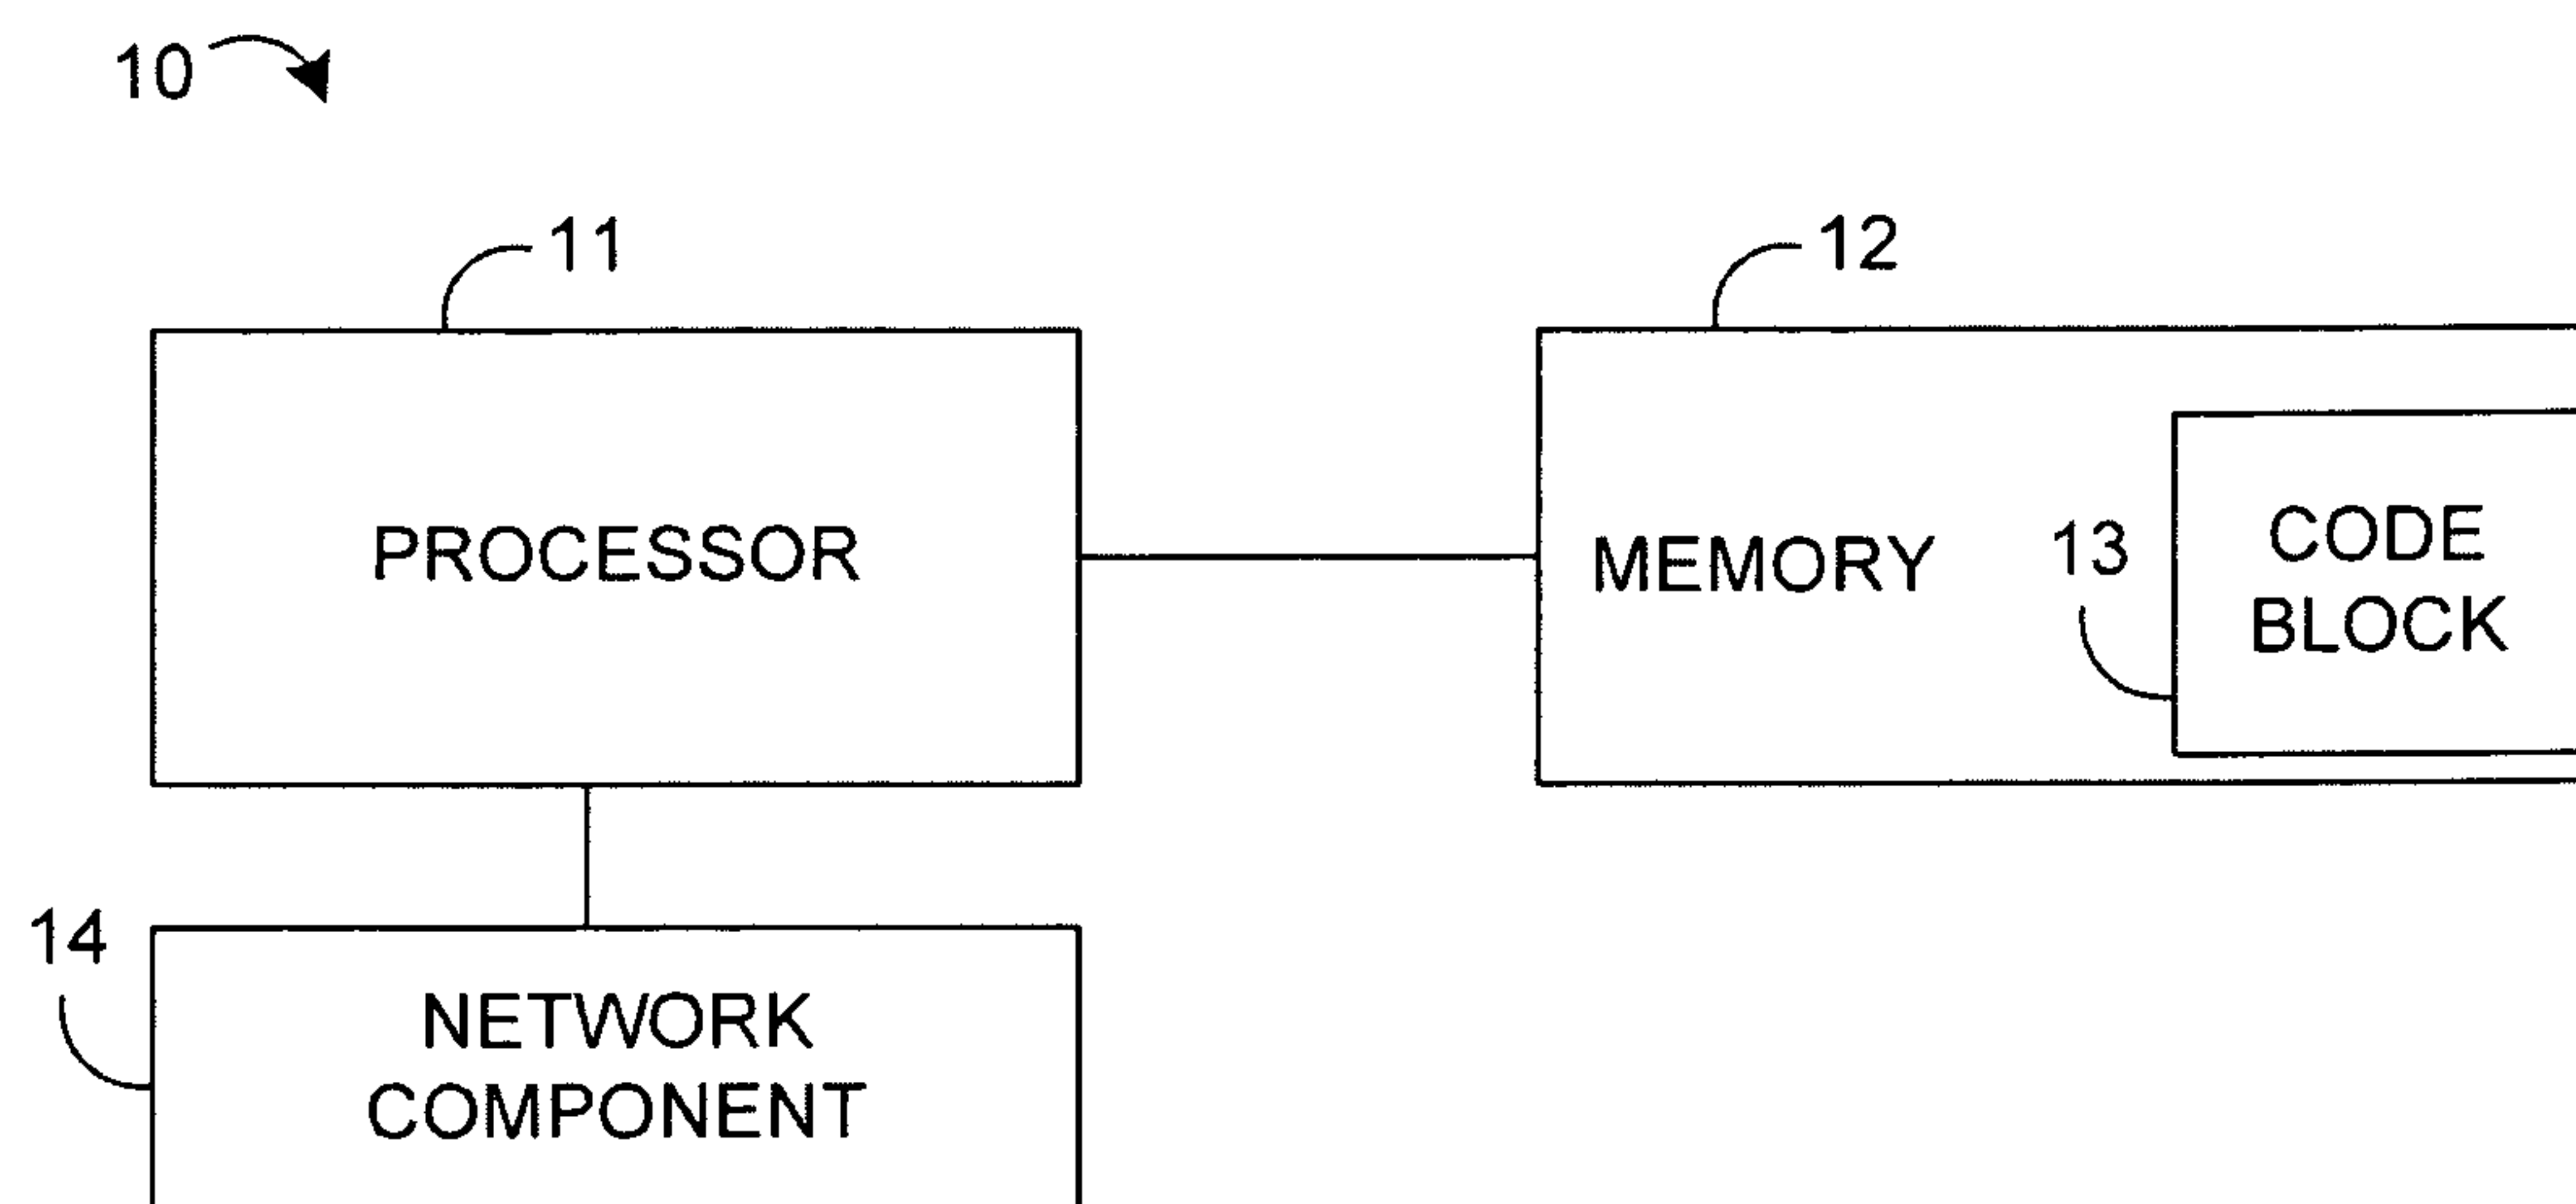 10
11
12
PROCESSOR
MEMORY
13
CODE
BLOCK
14
NETWORK
COMPONENT